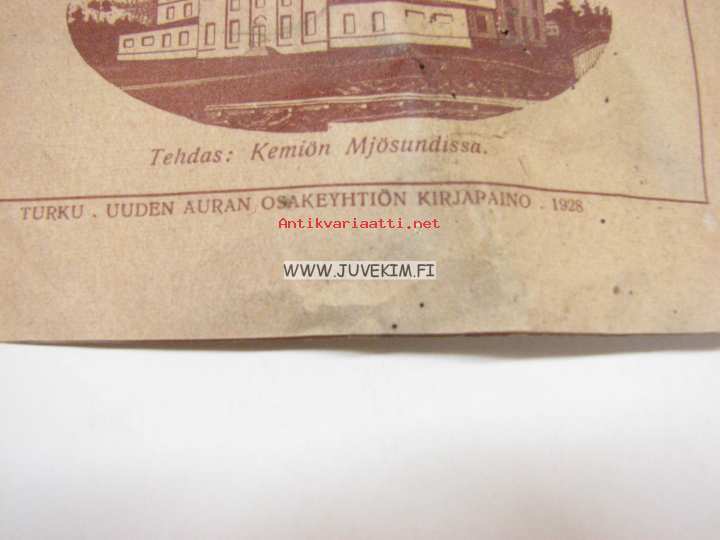 Tehdas: Kemiön Mjösundissa.
TURKU . UUDEN AURAN OSAKEYHTIÖN KIRJAPAINO . 1928
Antikvariaatti.net
WWW.JUVEKIM.FI